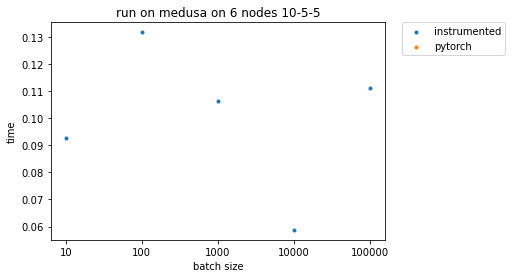 run on medusa on 6 nodes 10-5-5
instrumented
pytorch
0.13
0.12
0.11
0.10
0.09
0.08
0.07
0.06
time
10 100 1000 10000 100000
batch size